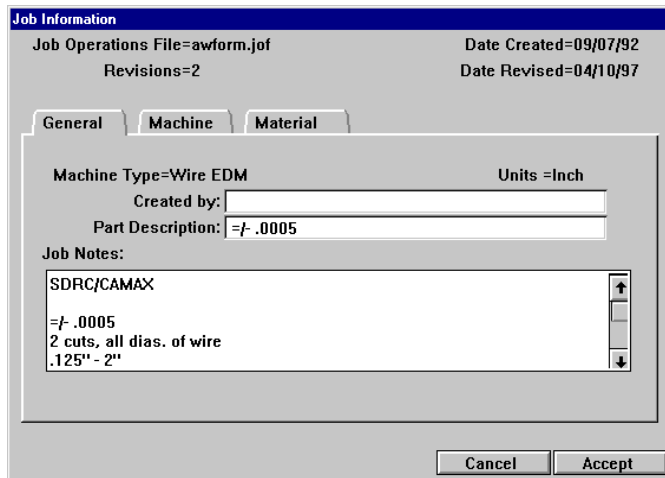 Job Information
Job Operations File=awform.jof Date Created=09/07/92
Revisions=2 Date Revised=04/10/97
General Machine Material
Machine Type=Wire EDM Units =Inch
Created by:
Part Description: =/- .0005
Job Notes:
SDRC/CAMAX
=/- .0005
2 cuts, all dias. of wire
.125" - 2"
Cancel Accept